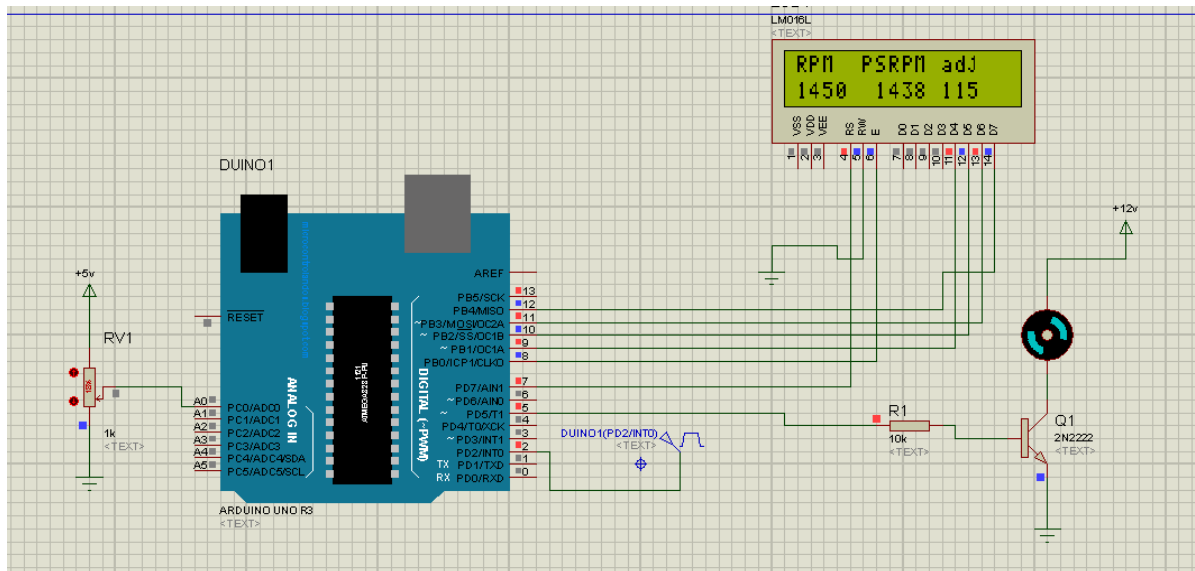 LM016L
<TEXT>
RPM PSRPM adj
1450 1438 115
VSS
VDD
VEE
RS
RW
E
D0
D1
D2
D3
D4
D5
D6
D7
1
2
3
4
5
6
7
8
9
10
11
12
13
14
DUINO1
+12v
+5v
AREF
RESET
PB5/SCK 13
PB4/MISO 12
~PB3/MOSI/OC2A 11
~ PB2/SS/OC1B 10
~ PB1/OC1A 9
PB0/ICP1/CLKO 8
RV1
PD7/AIN1 7
~ PD6/AIN0 6
~ PD5/T1 5
PD4/T0/XCK 4
~ PD3/INT1 3
PD2/INT0 2
TX PD1/TXD 1
RX PD0/RXD 0
A0 PC0/ADC0
A1 PC1/ADC1
A2 PC2/ADC2
A3 PC3/ADC3
A4 PC4/ADC4/SDA
A5 PC5/ADC5/SCL
ANALOG IN
DIGITAL (~PWM)
1k
<TEXT>
DUINO1(PD2/INT0)
<TEXT>
R1
10k
<TEXT>
Q1
2N2222
<TEXT>
ARDUINO UNO R3
<TEXT>